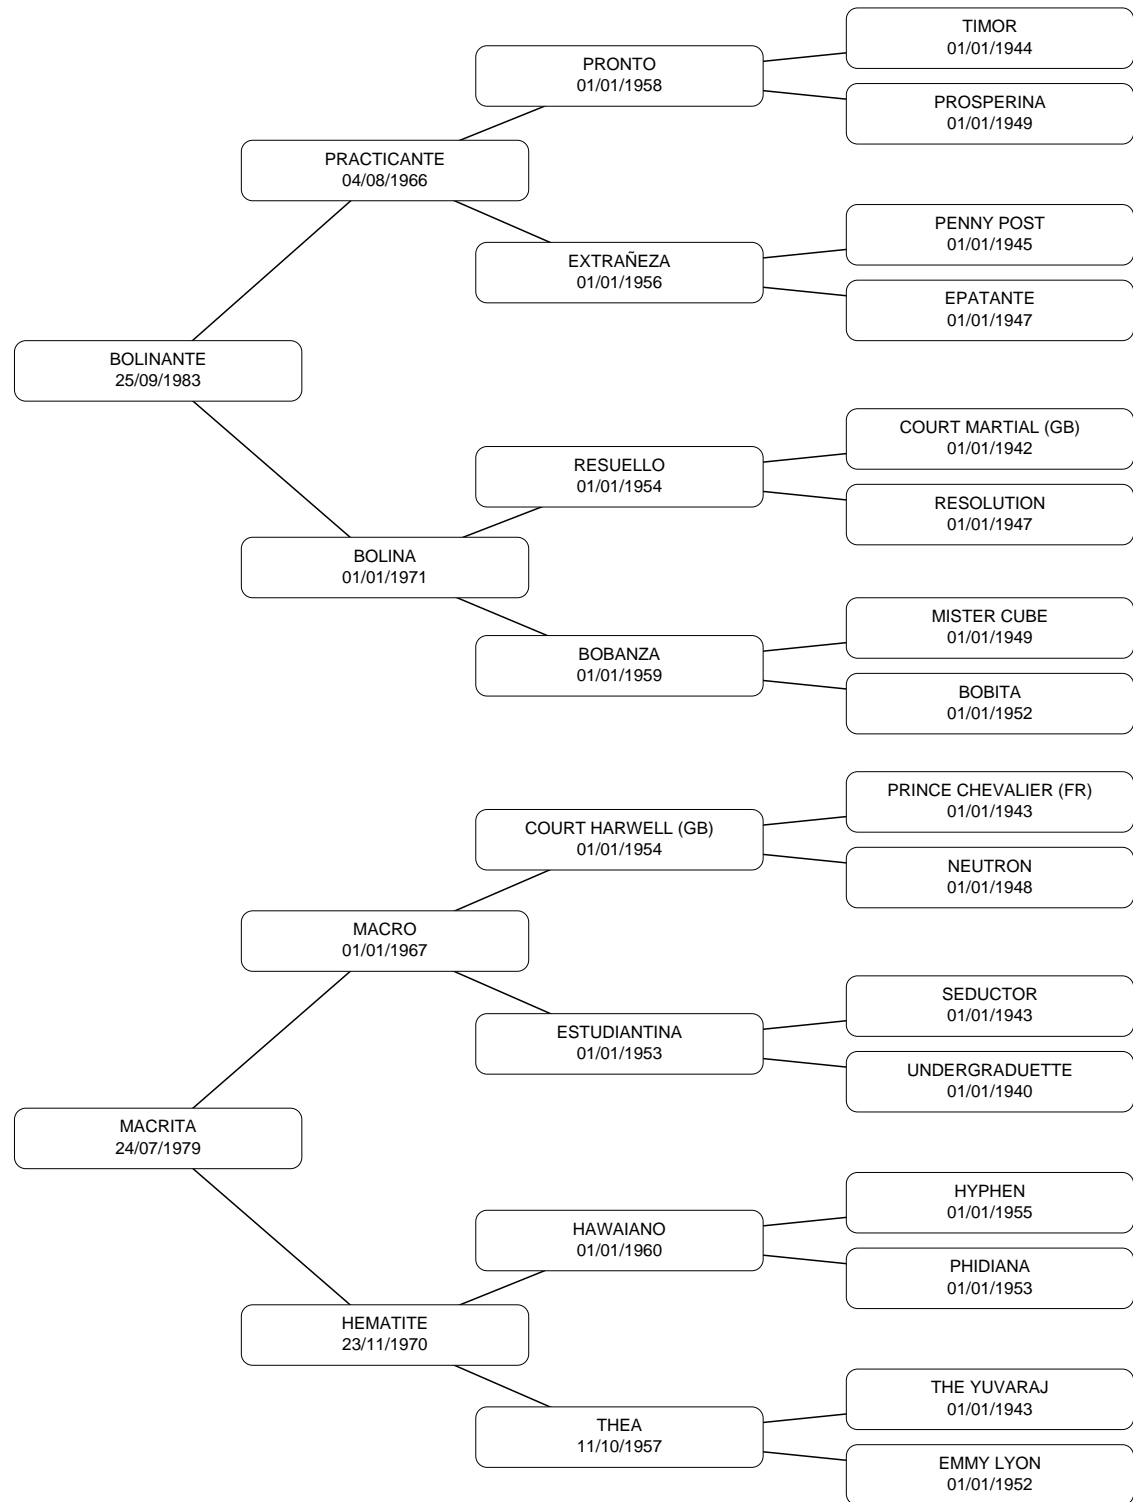 TIMOR
01/01/1944
PRONTO
01/01/1958
PROSPERINA
01/01/1949
PRACTICANTE
04/08/1966
PENNY POST
01/01/1945
EXTRAÑEZA
01/01/1956
EPATANTE
01/01/1947
BOLINANTE
25/09/1983
COURT MARTIAL (GB)
01/01/1942
RESUELLO
01/01/1954
RESOLUTION
01/01/1947
BOLINA
01/01/1971
MISTER CUBE
01/01/1949
BOBANZA
01/01/1959
BOBITA
01/01/1952
PRINCE CHEVALIER (FR)
01/01/1943
COURT HARWELL (GB)
01/01/1954
NEUTRON
01/01/1948
MACRO
01/01/1967
SEDUCTOR
01/01/1943
ESTUDIANTINA
01/01/1953
UNDERGRADUETTE
01/01/1940
MACRITA
24/07/1979
HYPHEN
01/01/1955
HAWAIANO
01/01/1960
PHIDIANA
01/01/1953
HEMATITE
23/11/1970
THE YUVARAJ
01/01/1943
THEA
11/10/1957
EMMY LYON
01/01/1952